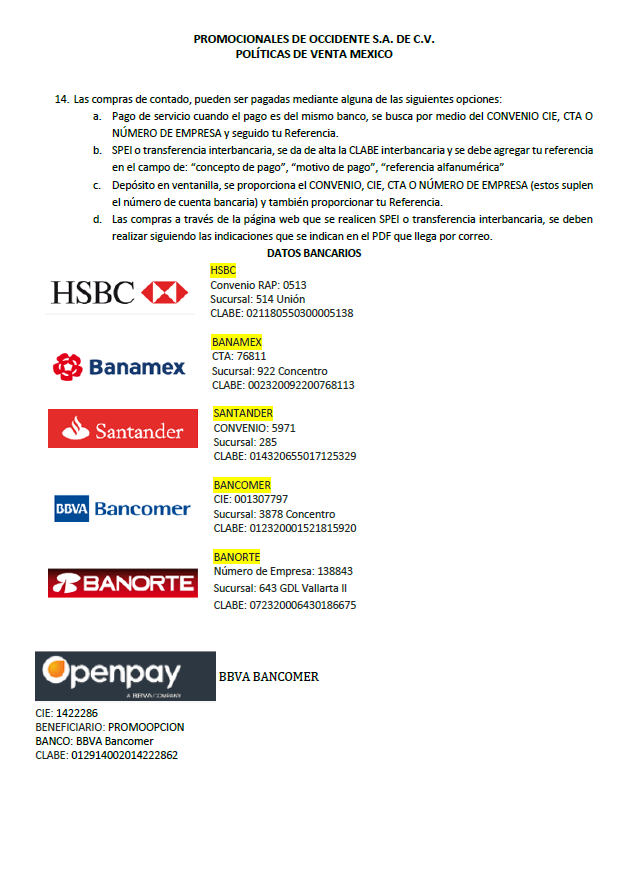 PROMOCIONALES DE OCCIDENTE S.A. DE C.V.
POLÍTICAS DE VENTA MEXICO
14. Las compras de contado, pueden ser pagadas mediante alguna de las siguientes opciones:
a. Pago de servicio cuando el pago es del mismo banco, se busca por medio del CONVENIO CIE, CTA O
NÚMERO DE EMPRESA y seguido tu Referencia.
b. SPEI o transferencia interbancaria, se da de alta la CLABE interbancaria y se debe agregar tu referencia
en el campo de: “concepto de pago”, “motivo de pago”, “referencia alfanumérica”
c. Depósito en ventanilla, se proporciona el CONVENIO, CIE, CTA O NÚMERO DE EMPRESA (estos suplen
el número de cuenta bancaria) y también proporcionar tu Referencia.
d. Las compras a través de la página web que se realicen SPEI o transferencia interbancaria, se deben
realizar siguiendo las indicaciones que se indican en el PDF que llega por correo.
DATOS BANCARIOS
HSBC
HSBC
Convenio RAP: 0513
Sucursal: 514 Unión
CLABE: 021180550300005138
Banamex
BANAMEX
CTA: 76811
Sucursal: 922 Concentro
CLABE: 002320092200768113
Santander
SANTANDER
CONVENIO: 5971
Sucursal: 285
CLABE: 014320655017125329
BBVA Bancomer
BANCOMER
CIE: 001307797
Sucursal: 3878 Concentro
CLABE: 012320001521815920
BANORTE
BANORTE
Número de Empresa: 138843
Sucursal: 643 GDL Vallarta II
CLABE: 072320006430186675
Openpay
A BBVA COMPANY
BBVA BANCOMER
CIE: 1422286
BENEFICIARIO: PROMOOPCION
BANCO: BBVA Bancomer
CLABE: 012914002014222862